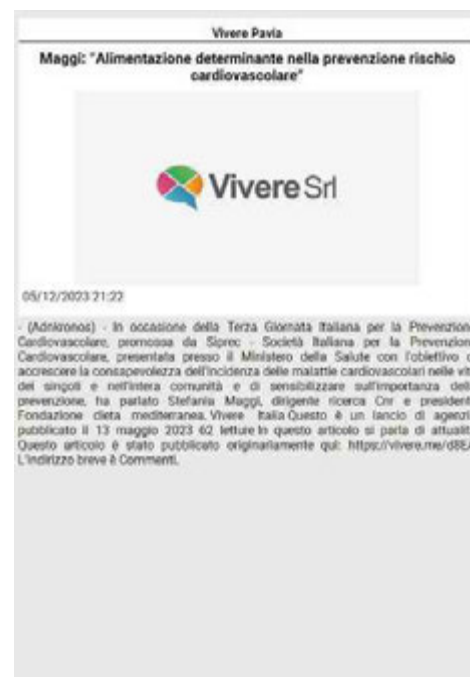 Vivere Pavia
Maggi: "Alimentazione determinante nella prevenzione rischio
cardiovascolare"
Vivere Srl
05/12/2023 21:22
- (Adnkronos) - In occasione della Terza Giornata Italiana per la Prevenzion
Cardiovascolare, promossa da Siprec - Società Italiana per la Prevenzion
Cardiovascolare, presentata presso il Ministero della Salute con l'obiettivo d
accrescere la consapevolezza dell'incidenza delle malattie cardiovascolari nelle vit
dei singoli e nell'intera comunità e di sensibilizzare sull'importanza dell
prevenzione, ha parlato Stefania Maggi, dirigente ricerca Cnr e president
Fondazione dieta mediterranea. Vivere Italia Questo è un lancio di agenzi
pubblicato il 13 maggio 2023 62 letture In questo articolo si parla di attualit
Questo articolo è stato pubblicato originariamente qui: https://vivere.me/d8E
L'indirizzo breve è Commenti.